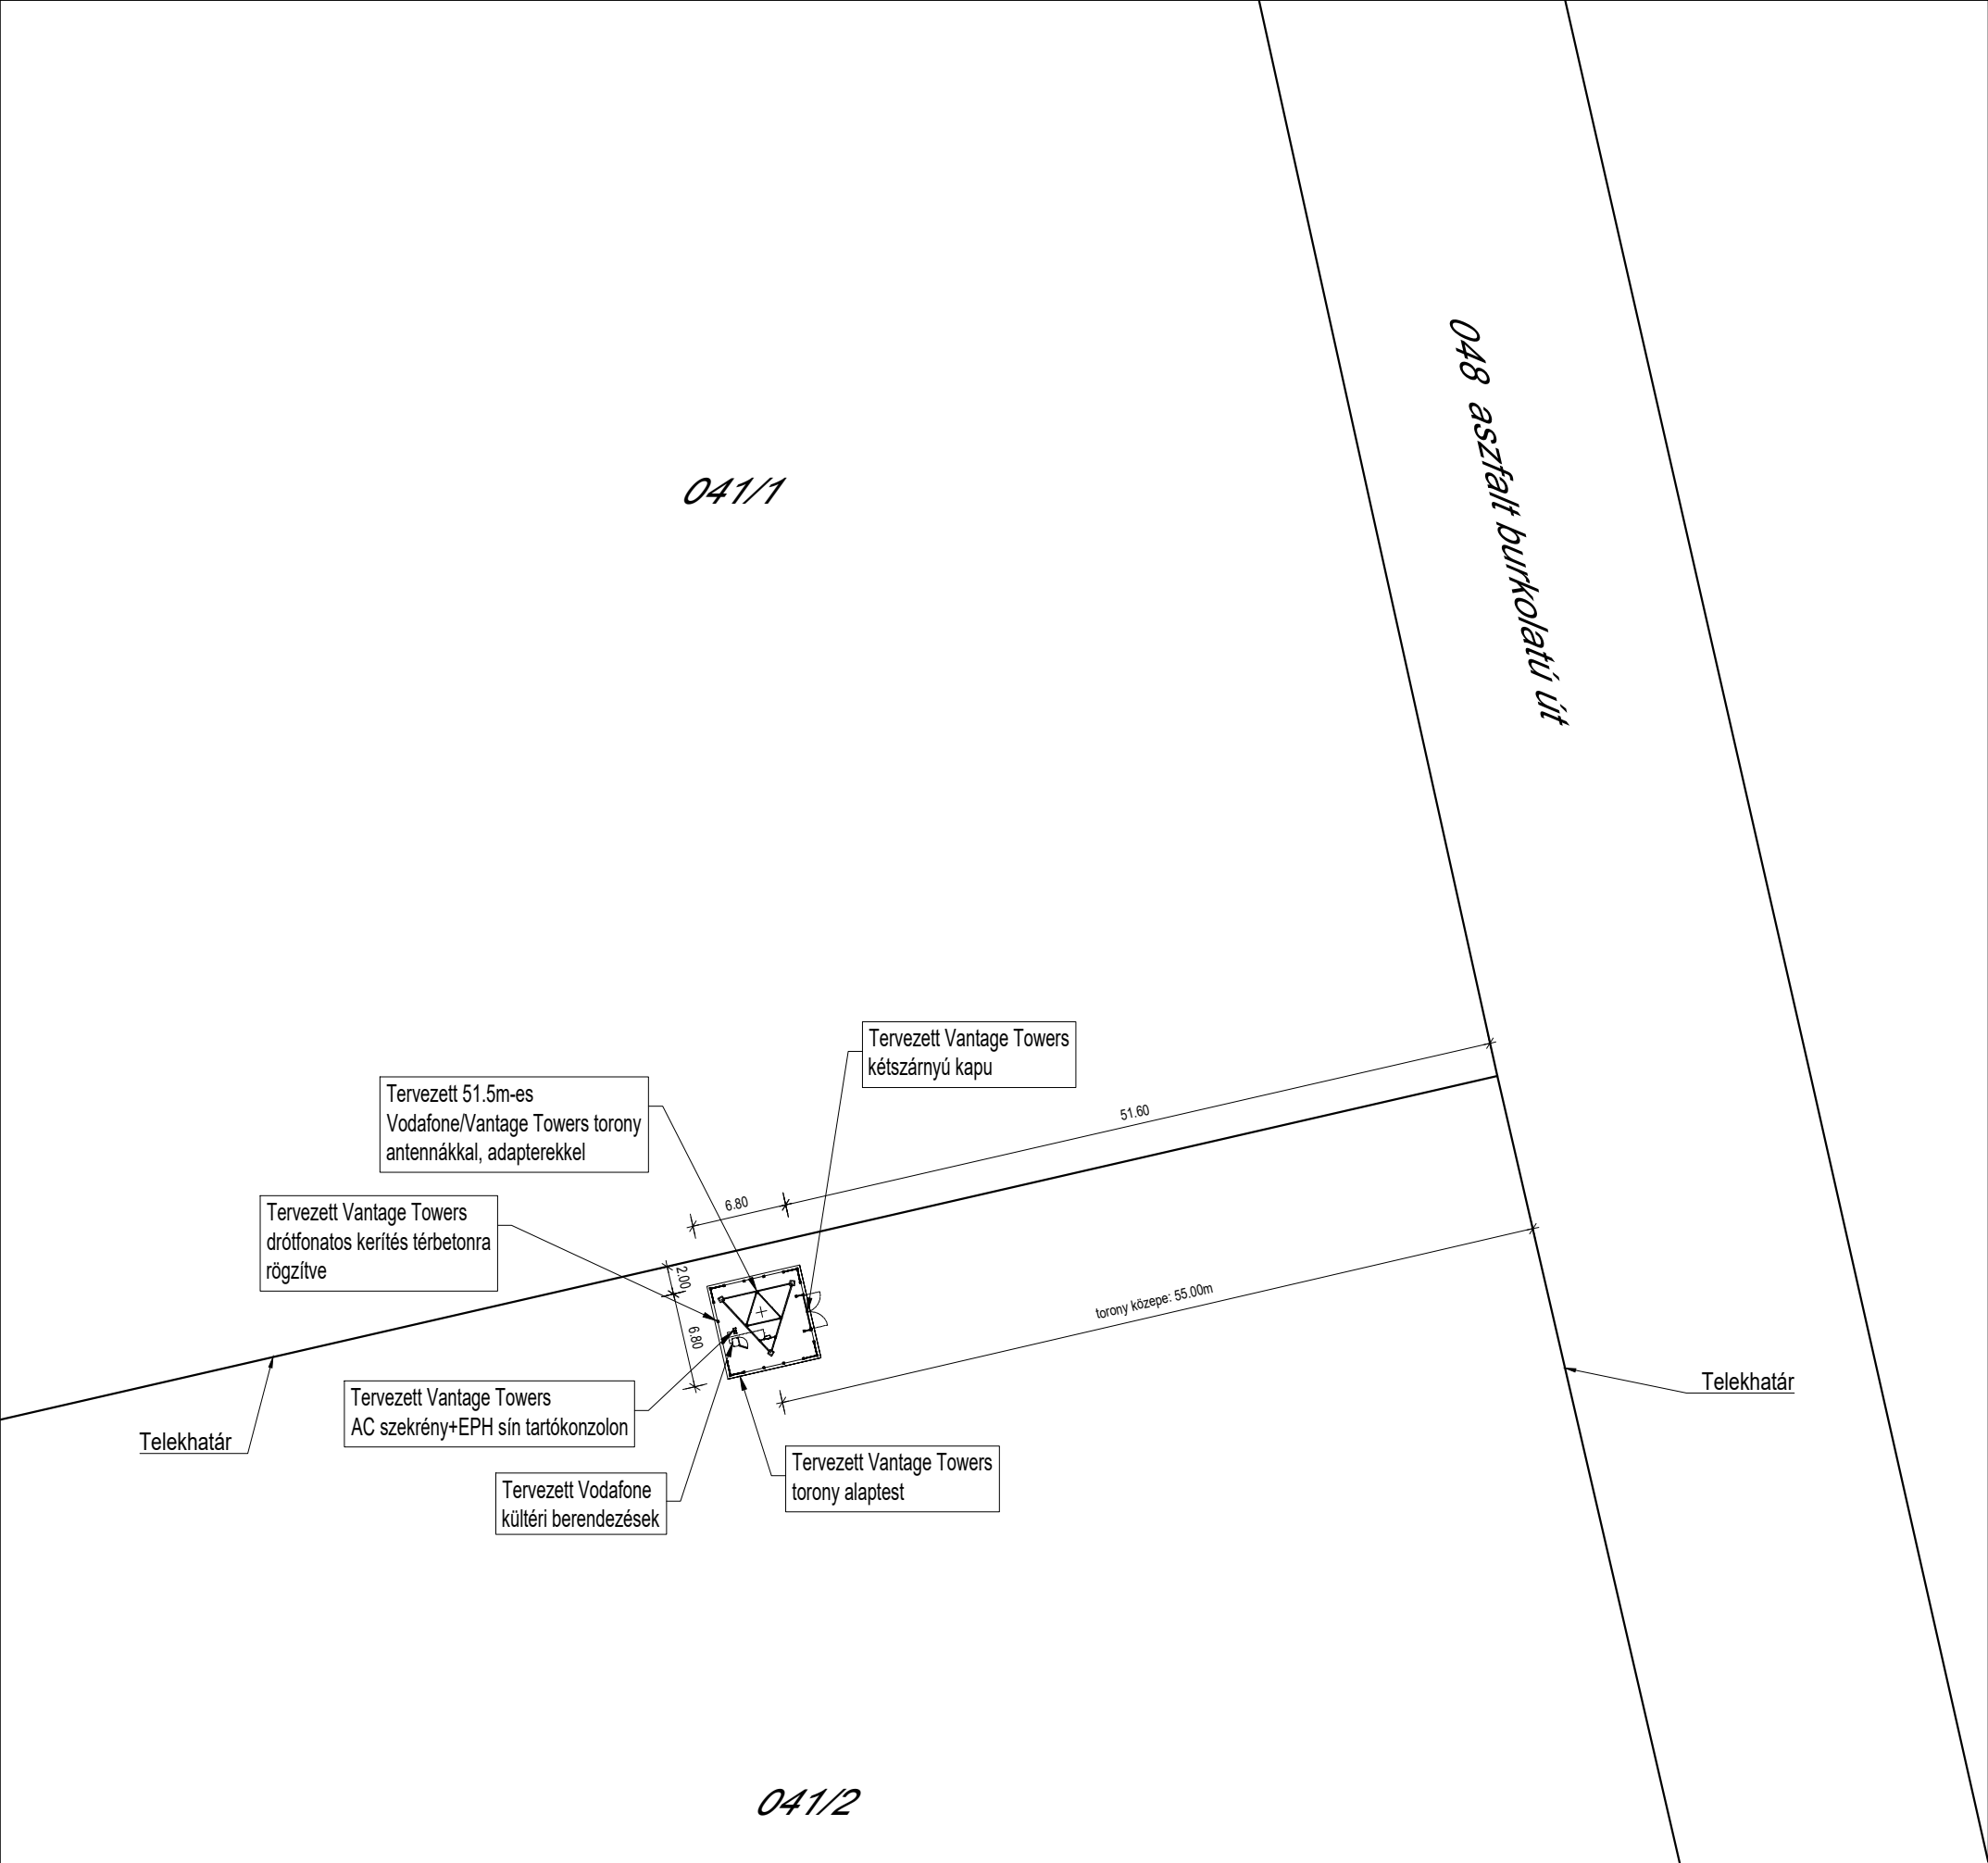 048 aszfalt burkolatú út
041/1
Tervezett Vantage Towers
kétszárnyú kapu
Tervezett 51.5m-es
Vodafone/Vantage Towers torony
antennákkal, adapterekkel
51.60
6.80
Tervezett Vantage Towers
drótfonatos kerítés térbetonra
rögzítve
2.00
6.80
torony közepe: 55.00m
Telekhatár
Tervezett Vantage Towers
AC szekrény+EPH sín tartókonzolon
Telekhatár
Tervezett Vantage Towers
torony alaptest
Tervezett Vodafone
kültéri berendezések
041/2